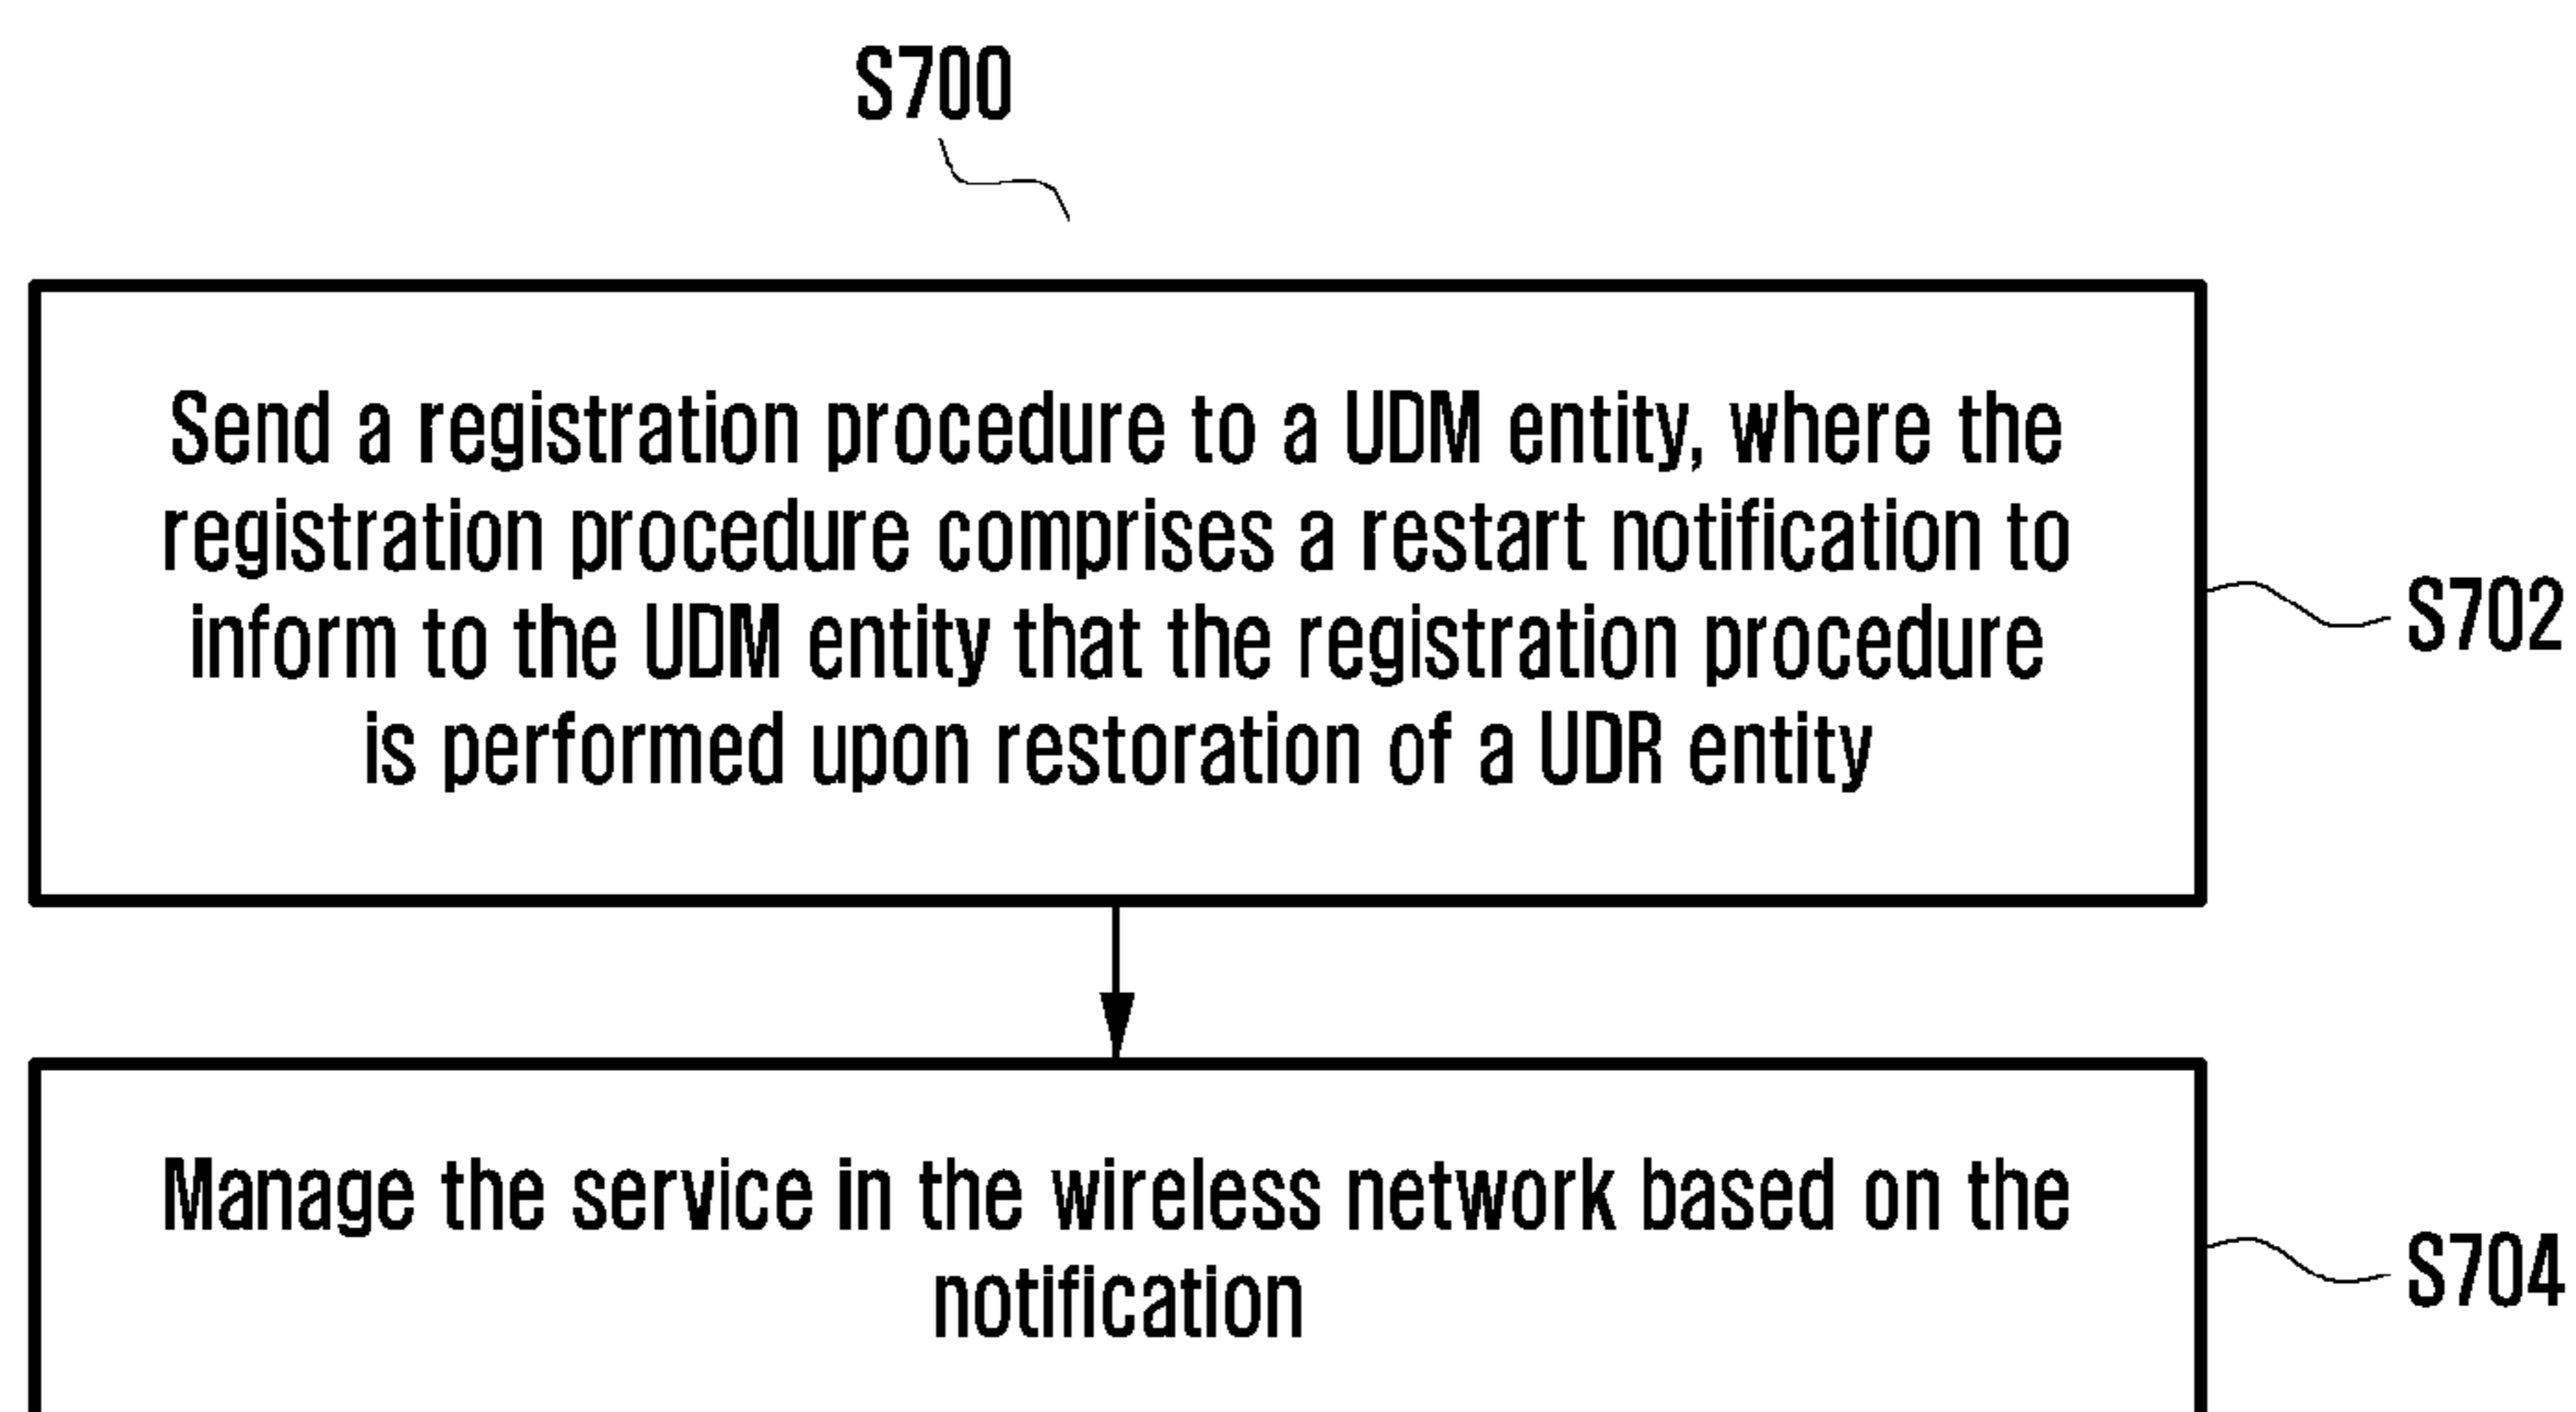 S700
Send a registration procedure to a UDM entity, where the
registration procedure comprises a restart notification to
inform to the UDM entity that the registration procedure
is performed upon restoration of a UDR entity
S702
Manage the service in the wireless network based on the
notification
S704